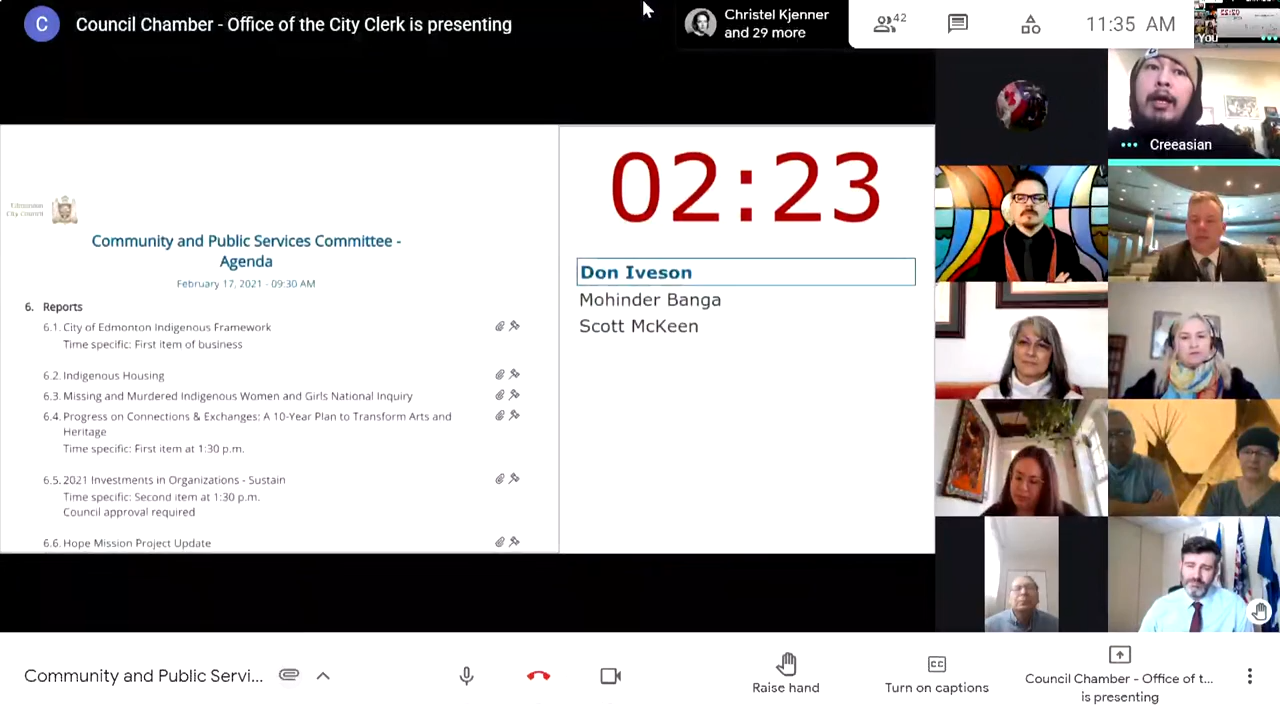 C Council Chamber - Office of the City Clerk is presenting
Christel Kjenner
and 29 more
42
11:35 AM
You
Creeasian
Edmonton
City Council
Community and Public Services Committee -
Agenda
February 17, 2021 - 09:30 AM
6. Reports
6.1. City of Edmonton Indigenous Framework
Time specific: First item of business
6.2. Indigenous Housing
6.3. Missing and Murdered Indigenous Women and Girls National Inquiry
6.4. Progress on Connections & Exchanges: A 10-Year Plan to Transform Arts and
Heritage
Time specific: First item at 1:30 p.m.
6.5. 2021 Investments in Organizations - Sustain
Time specific: Second item at 1:30 p.m.
Council approval required
6.6. Hope Mission Project Update
02:23
Don Iveson
Mohinder Banga
Scott McKeen
Community and Public Servi...
Raise hand
CC
Turn on captions
Council Chamber - Office of t...
is presenting